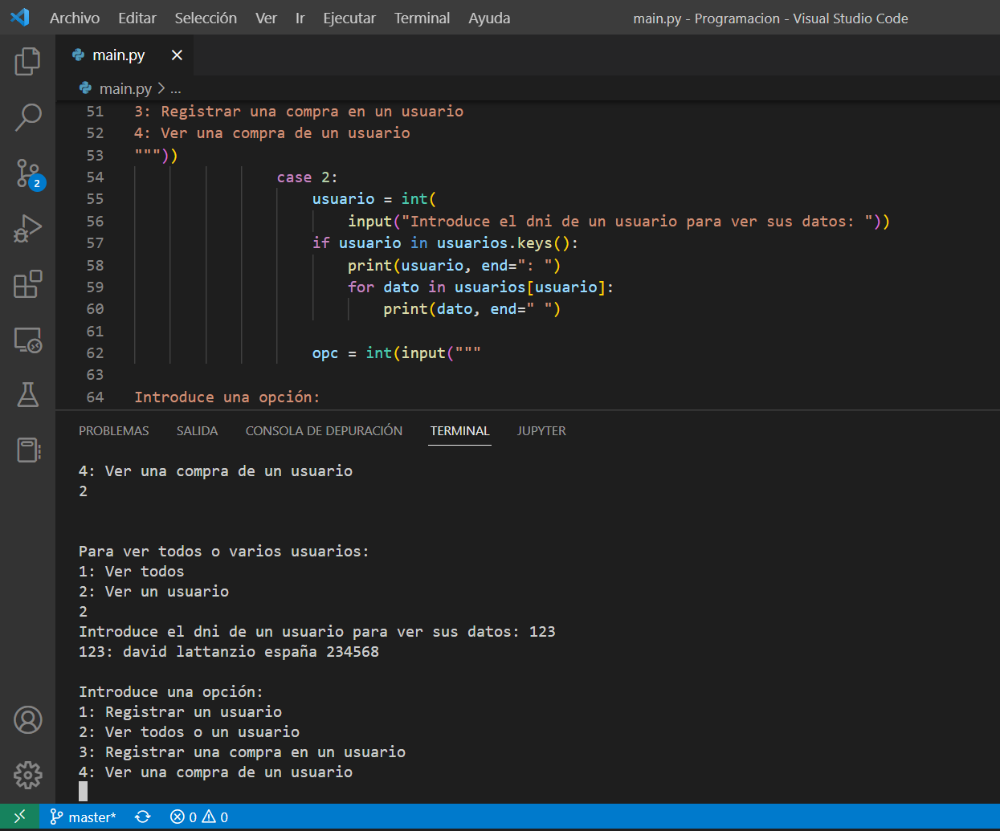 Archivo Editar Selección Ver Ir Ejecutar Terminal Ayuda main.py - Programacion - Visual Studio Code
main.py
main.py > ...
51 3: Registrar una compra en un usuario
52 4: Ver una compra de un usuario
53 """))
54 case 2:
55 usuario = int(
56 input("Introduce el dni de un usuario para ver sus datos: "))
57 if usuario in usuarios.keys():
58 print(usuario, end=": ")
59 for dato in usuarios[usuario]:
60 print(dato, end=" ")
61
62 opc = int(input("""
63
64 Introduce una opción:
2
PROBLEMAS SALIDA CONSOLA DE DEPURACIÓN TERMINAL JUPYTER
4: Ver una compra de un usuario
2
Para ver todos o varios usuarios:
1: Ver todos
2: Ver un usuario
2
Introduce el dni de un usuario para ver sus datos: 123
123: david lattanzio españa 234568
Introduce una opción:
1: Registrar un usuario
2: Ver todos o un usuario
3: Registrar una compra en un usuario
4: Ver una compra de un usuario
master* 0 0